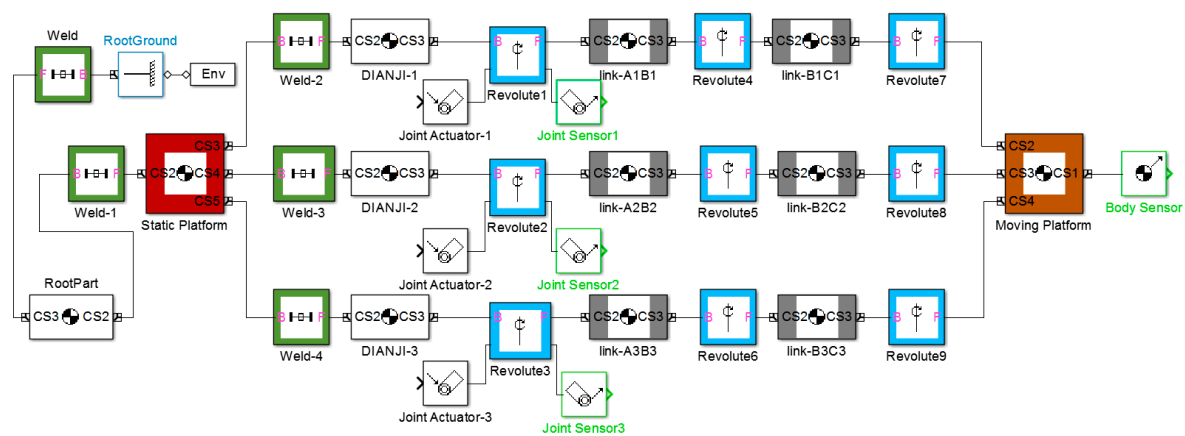 Weld
B F
RootGround
Env
F B
Weld-1
B F
Static Platform
CS2 CS3
CS4
CS5
RootPart
CS3 CS2
Weld-2
B F
DIANJI-1
CS2 CS3
Revolute1
B F
Joint Actuator-1
Joint Sensor1
link-A1B1
CS2 CS3
Revolute4
B F
link-B1C1
CS2 CS3
Revolute7
B F
Weld-3
B F
DIANJI-2
CS2 CS3
Revolute2
B F
Joint Actuator-2
Joint Sensor2
link-A2B2
CS2 CS3
Revolute5
B F
link-B2C2
CS2 CS3
Revolute8
B F
Weld-4
B F
DIANJI-3
CS2 CS3
Revolute3
B F
Joint Actuator-3
Joint Sensor3
link-A3B3
CS2 CS3
Revolute6
B F
link-B3C3
CS2 CS3
Revolute9
B F
CS2
CS3 CS1
CS4
Moving Platform
Body Sensor